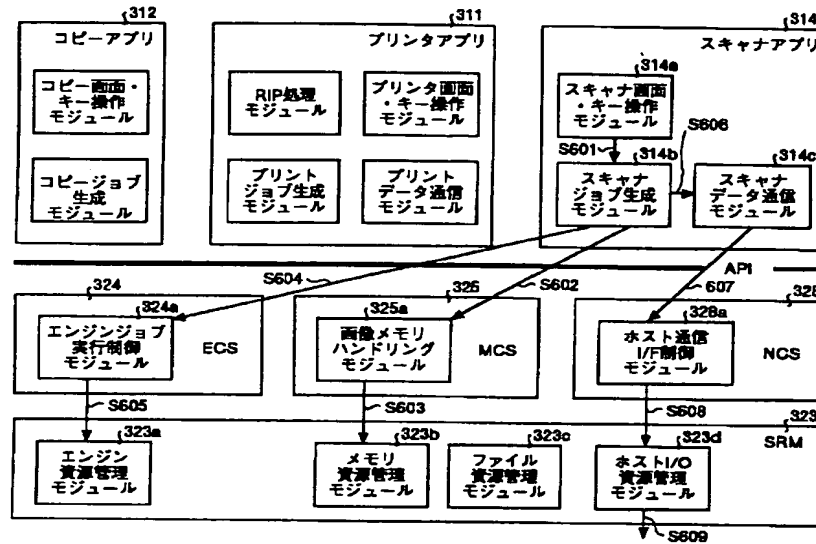 312
コピーアプリ
コピー画面・
キー操作
モジュール
コピージョブ
生成
モジュール
311
プリンタアプリ
RIP処理
モジュール
プリンタ画面
・キー操作
モジュール
プリント
ジョブ生成
モジュール
プリント
データ通信
モジュール
314
スキャナアプリ
314a
スキャナ画面
・キー操作
モジュール
S601
S606
314b
スキャナ
ジョブ生成
モジュール
314c
スキャナ
データ通信
モジュール
API
S604
S602
607
324
324a
エンジンジョブ
実行制御
モジュール
ECS
325
325a
画像メモリ
ハンドリング
モジュール
MCS
328
328a
ホスト通信
I/F制御
モジュール
NCS
S605
S603
S608
323
SRM
323a
エンジン
資源管理
モジュール
323b
メモリ
資源管理
モジュール
323c
ファイル
資源管理
モジュール
323d
ホストI/O
資源管理
モジュール
S609